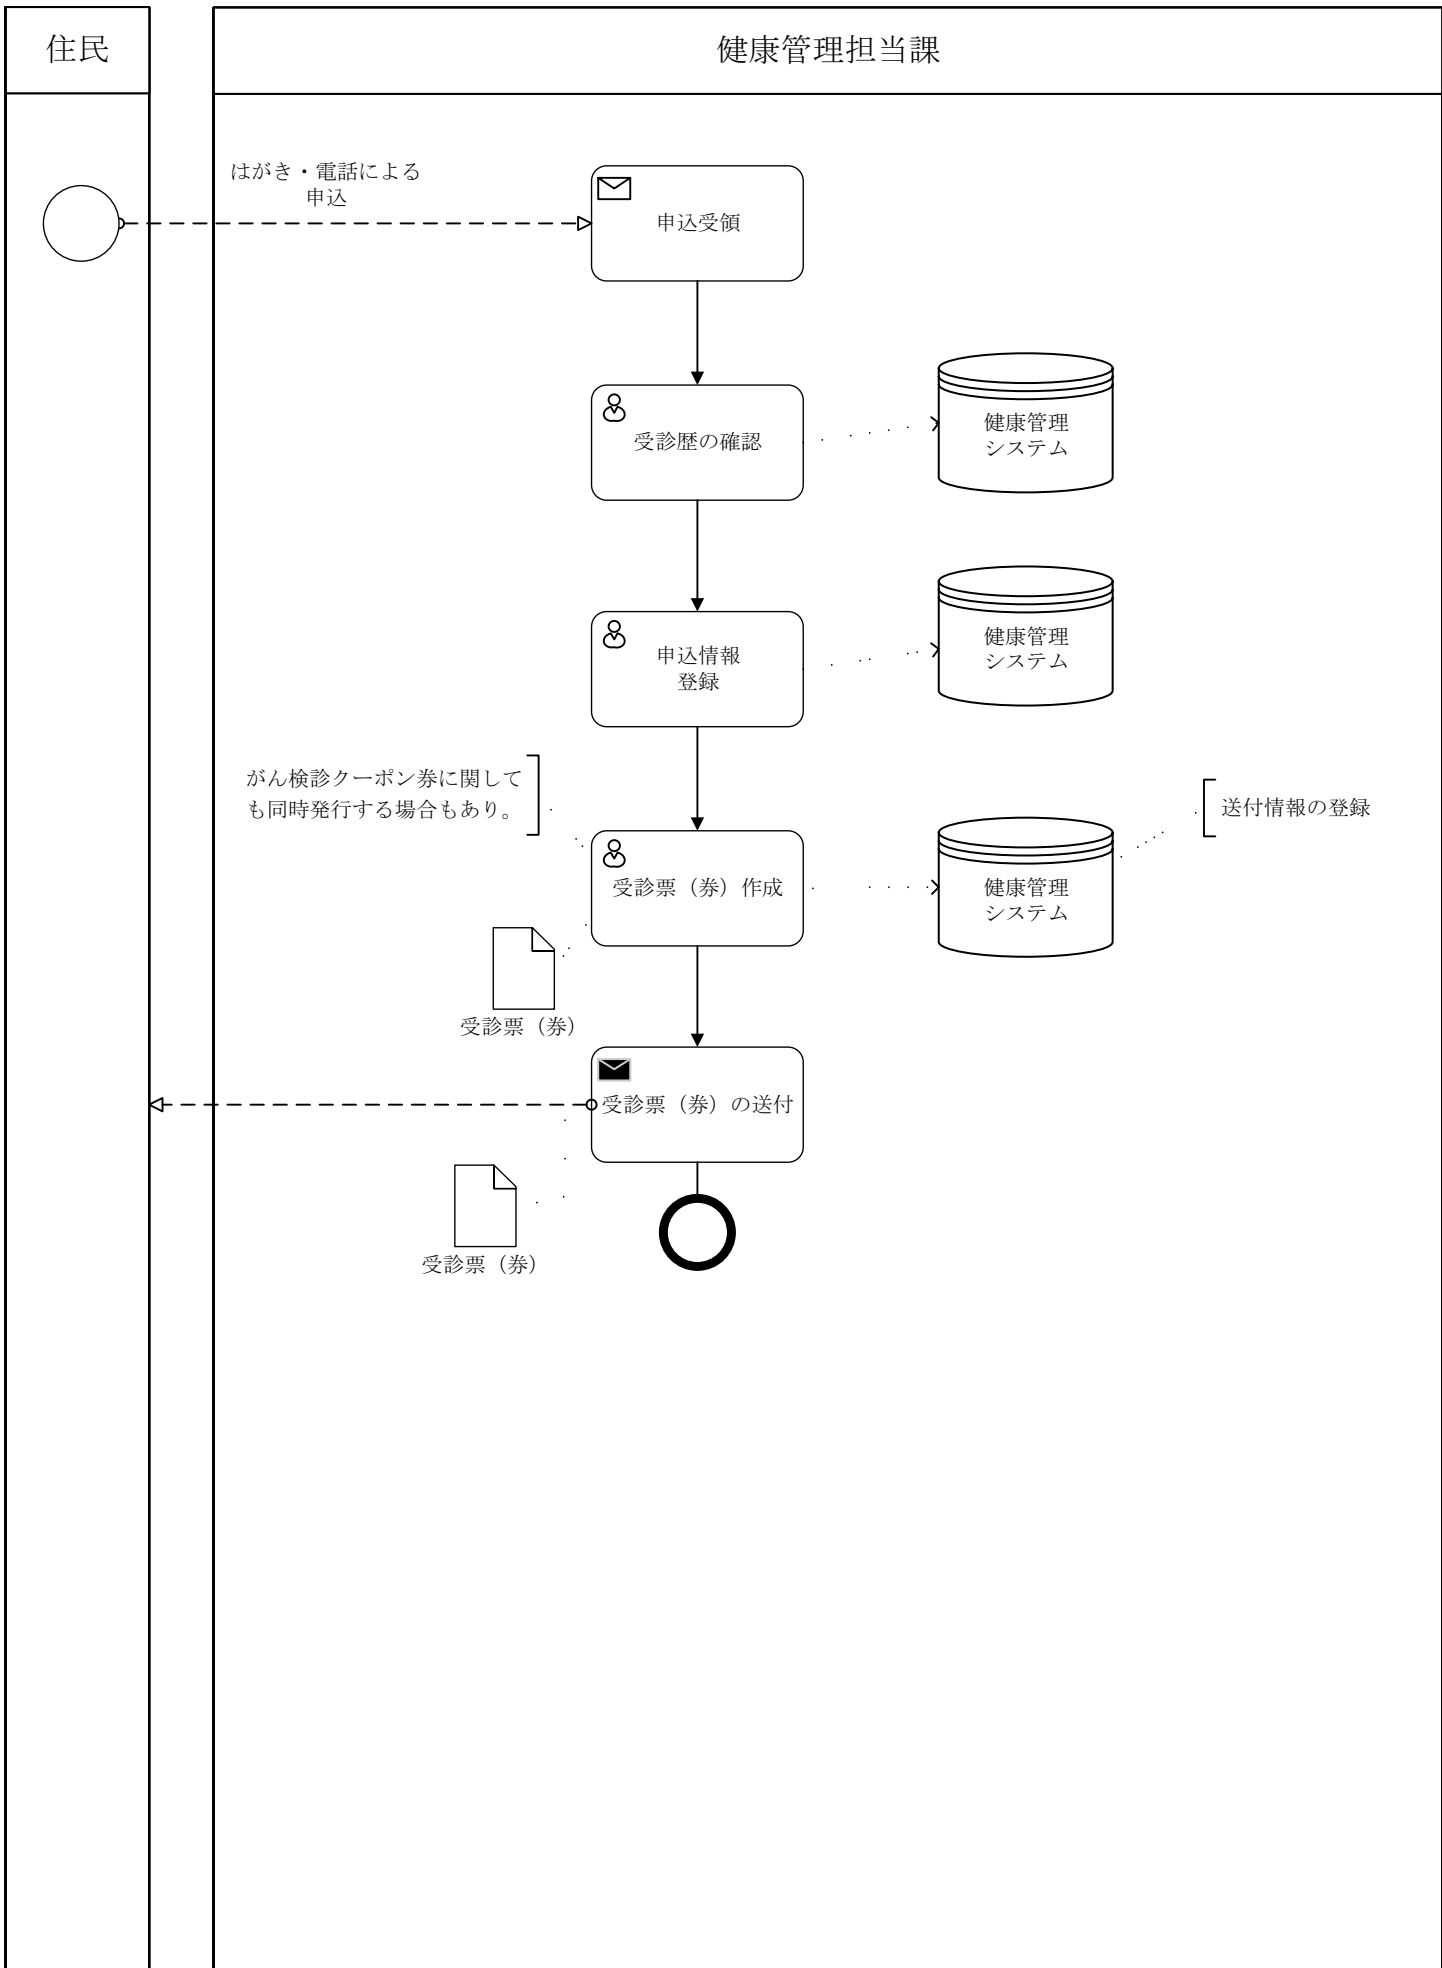 住民
健康管理担当課
はがき・電話による
申込
申込受領
受診歴の確認
健康管理
システム
申込情報
登録
健康管理
システム
がん検診クーポン券に関して
も同時発行する場合もあり。
送付情報の登録
受診票（券）作成
健康管理
システム
受診票（券）
受診票（券）の送付
受診票（券）